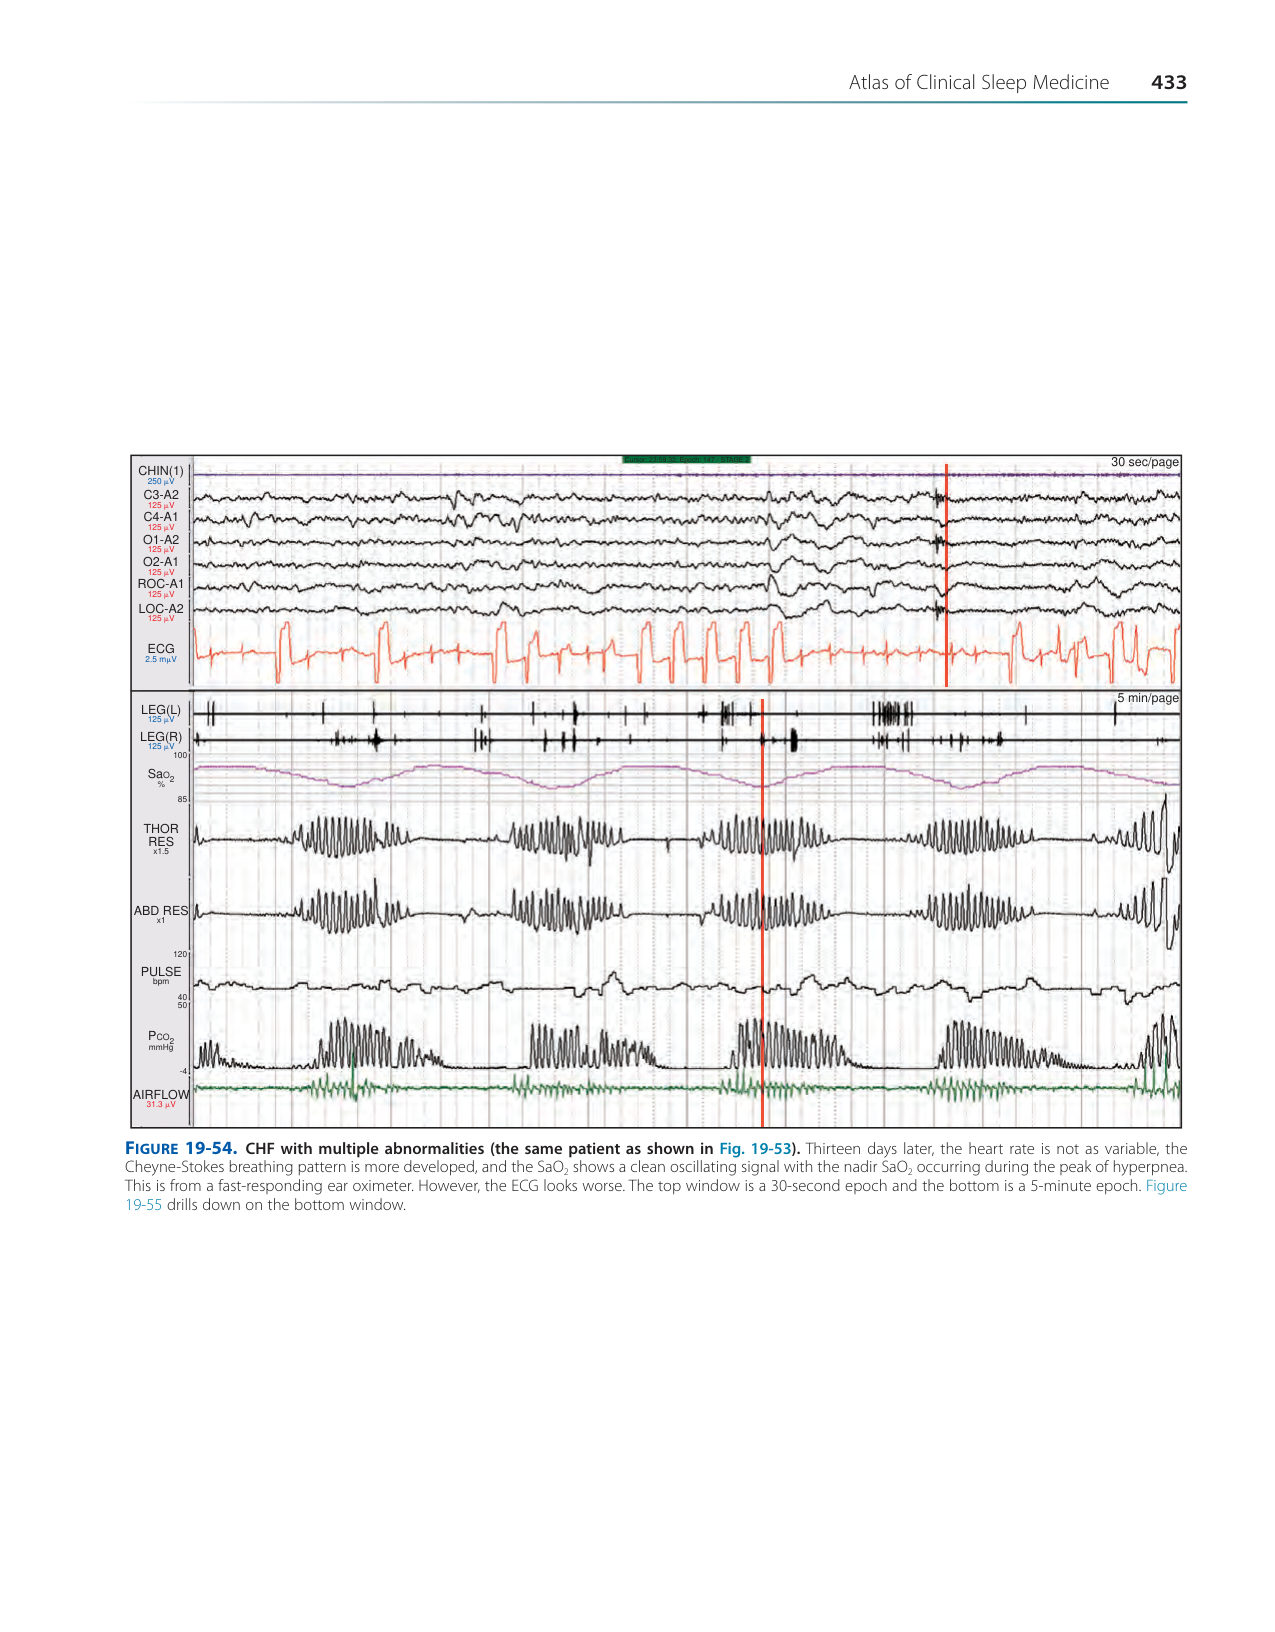 Atlas of Clinical Sleep Medicine 433
30 sec/page
CHIN(1)
250 µV
C3-A2
125 µV
C4-A1
125 µV
O1-A2
125 µV
O2-A1
125 µV
ROC-A1
125 µV
LOC-A2
125 µV
ECG
2.5 mµV
5 min/page
LEG(L)
125 µV
LEG(R)
125 µV
100
SaO2
%
85
THOR
RES
x1.5
ABD RES
x1
120
PULSE
bpm
40
50
PCO2
mmHg
-4
AIRFLOW
31.3 µV
FIGURE 19-54. CHF with multiple abnormalities (the same patient as shown in Fig. 19-53). Thirteen days later, the heart rate is not as variable, the
Cheyne-Stokes breathing pattern is more developed, and the SaO2 shows a clean oscillating signal with the nadir SaO2 occurring during the peak of hyperpnea.
This is from a fast-responding ear oximeter. However, the ECG looks worse. The top window is a 30-second epoch and the bottom is a 5-minute epoch. Figure
19-55 drills down on the bottom window.